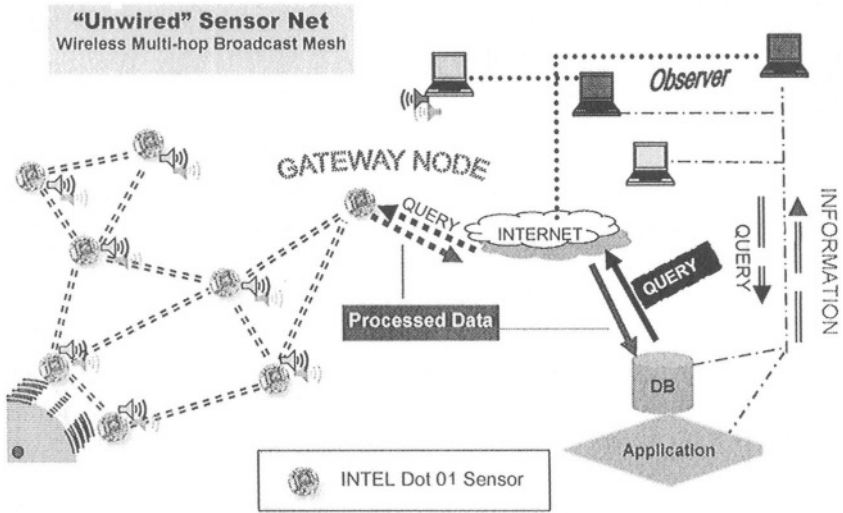 "Unwired" Sensor Net
Wireless Multi-hop Broadcast Mesh
Observer
GATEWAY NODE
QUERY
INTERNET
QUERY
QUERY
INFORMATION
Processed Data
DB
Application
INTEL Dot 01 Sensor